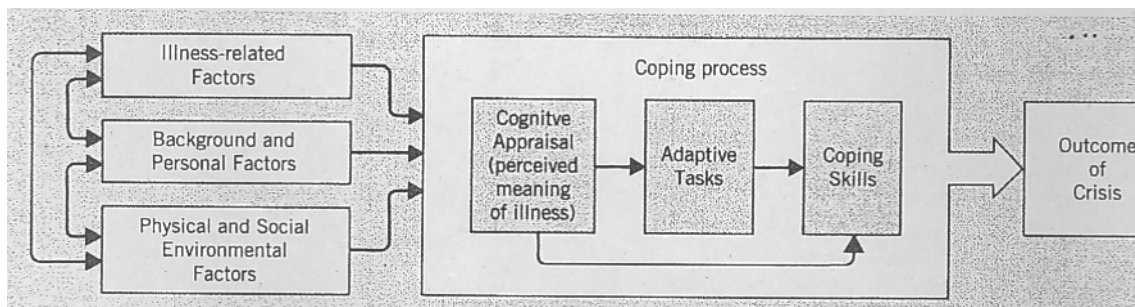 Illness-related
Factors
Background and
Personal Factors
Physical and Social
Environmental
Factors
Coping process
Cognitve
Appraisal
(perceived
meaning
of illness)
Adaptive
Tasks
Coping
Skills
Outcome
of
Crisis